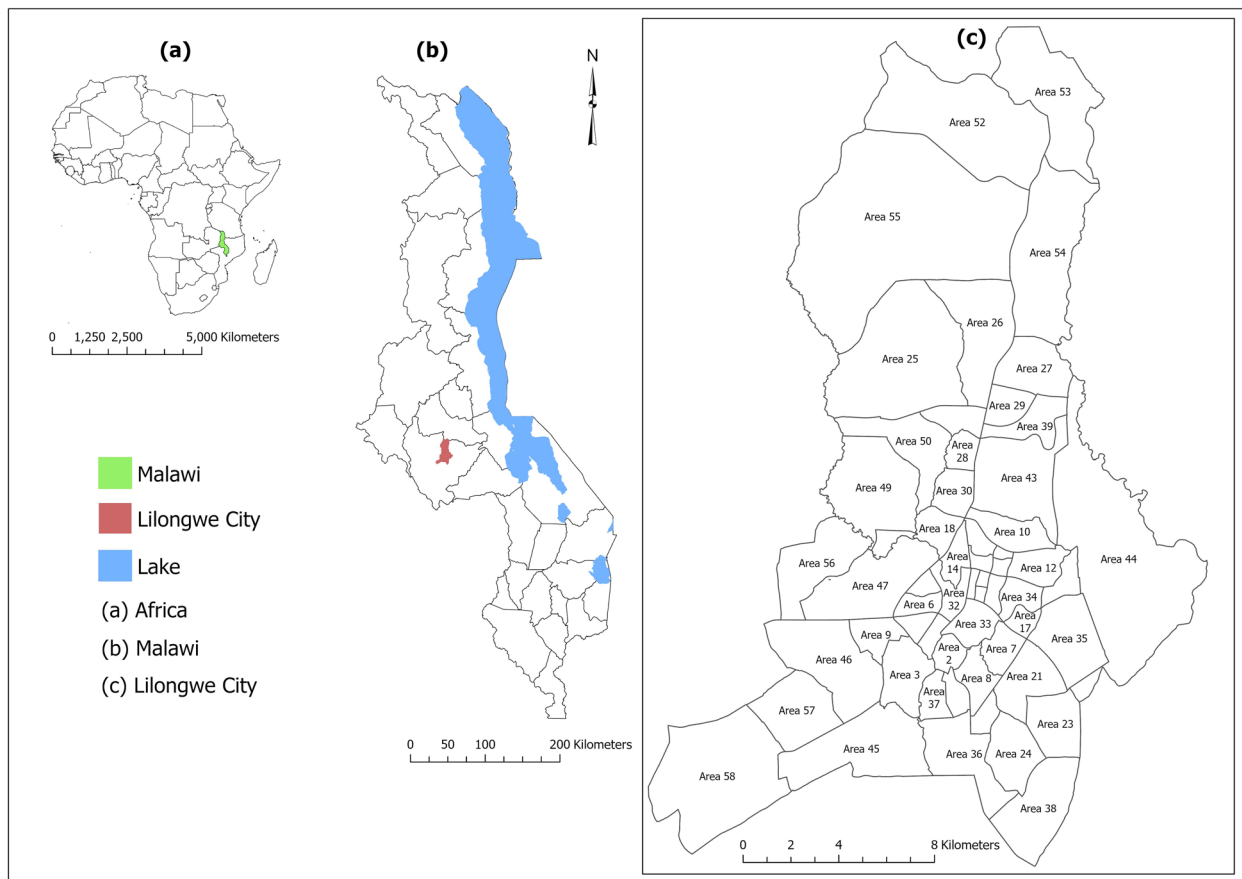 (a)
0 1,250 2,500 5,000 Kilometers
Malawi
Lilongwe City
Lake
(a) Africa
(b) Malawi
(c) Lilongwe City
(b)
N
0 50 100 200 Kilometers
(c)
Area 53
Area 52
Area 55
Area 54
Area 26
Area 25
Area 27
Area 29
Area 39
Area 50
Area
28
Area 43
Area 49
Area 30
Area 18
Area 10
Area 44
Area 56
Area
14
Area 12
Area 47
Area 6
Area
32
Area 34
Area 33
Area
17
Area 9
Area 35
Area 46
Area
2
Area 7
Area 3
Area 8
Area 21
Area
37
Area 57
Area 23
Area 45
Area 36
Area 24
Area 58
Area 38
0 2 4 8 Kilometers